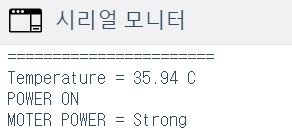 시리얼 모니터
=======================
Temperature = 35.94 C
POWER ON
MOTER POWER = Strong